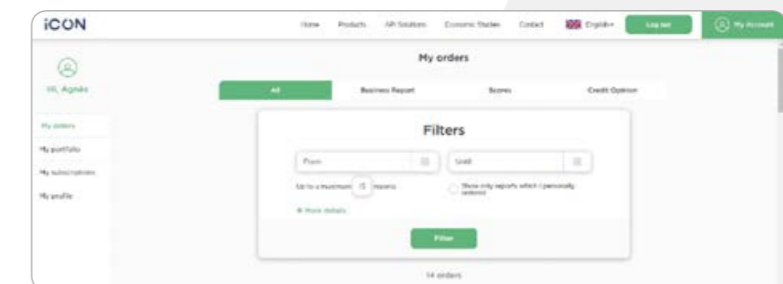 iCON
Home Products API Solutions Economic Studies Contact English Log out My Account
Hi, Agnès
My orders
My portfolio
My subscriptions
My profile
My orders
All Business Report Scores Credit Opinion
Filters
From Until
Up to a maximum 15 reports
Show only reports which I personally
ordered
More details
Filter
14 orders